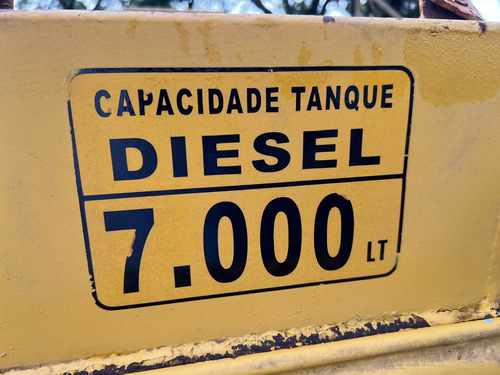 CAPACIDADE TANQUE
DIESEL
7.000 LT